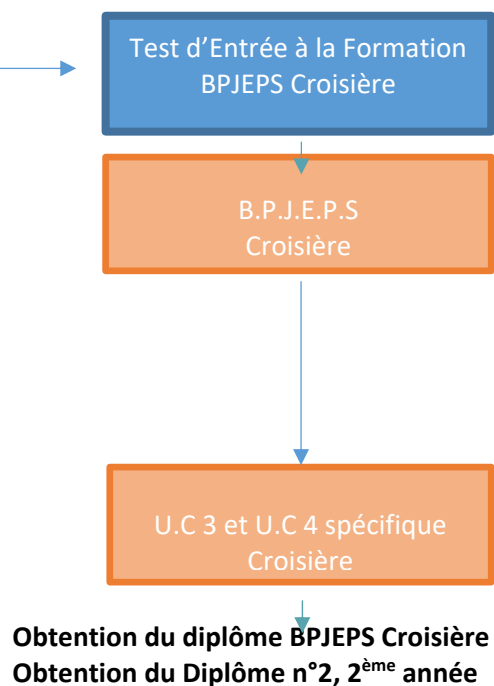 Test d’Entrée à la Formation
BPJEPS Croisière
B.P.J.E.P.S
Croisière
U.C 3 et U.C 4 spécifique
Croisière
Obtention du diplôme BPJEPS Croisière
Obtention du Diplôme n°2, 2ème année